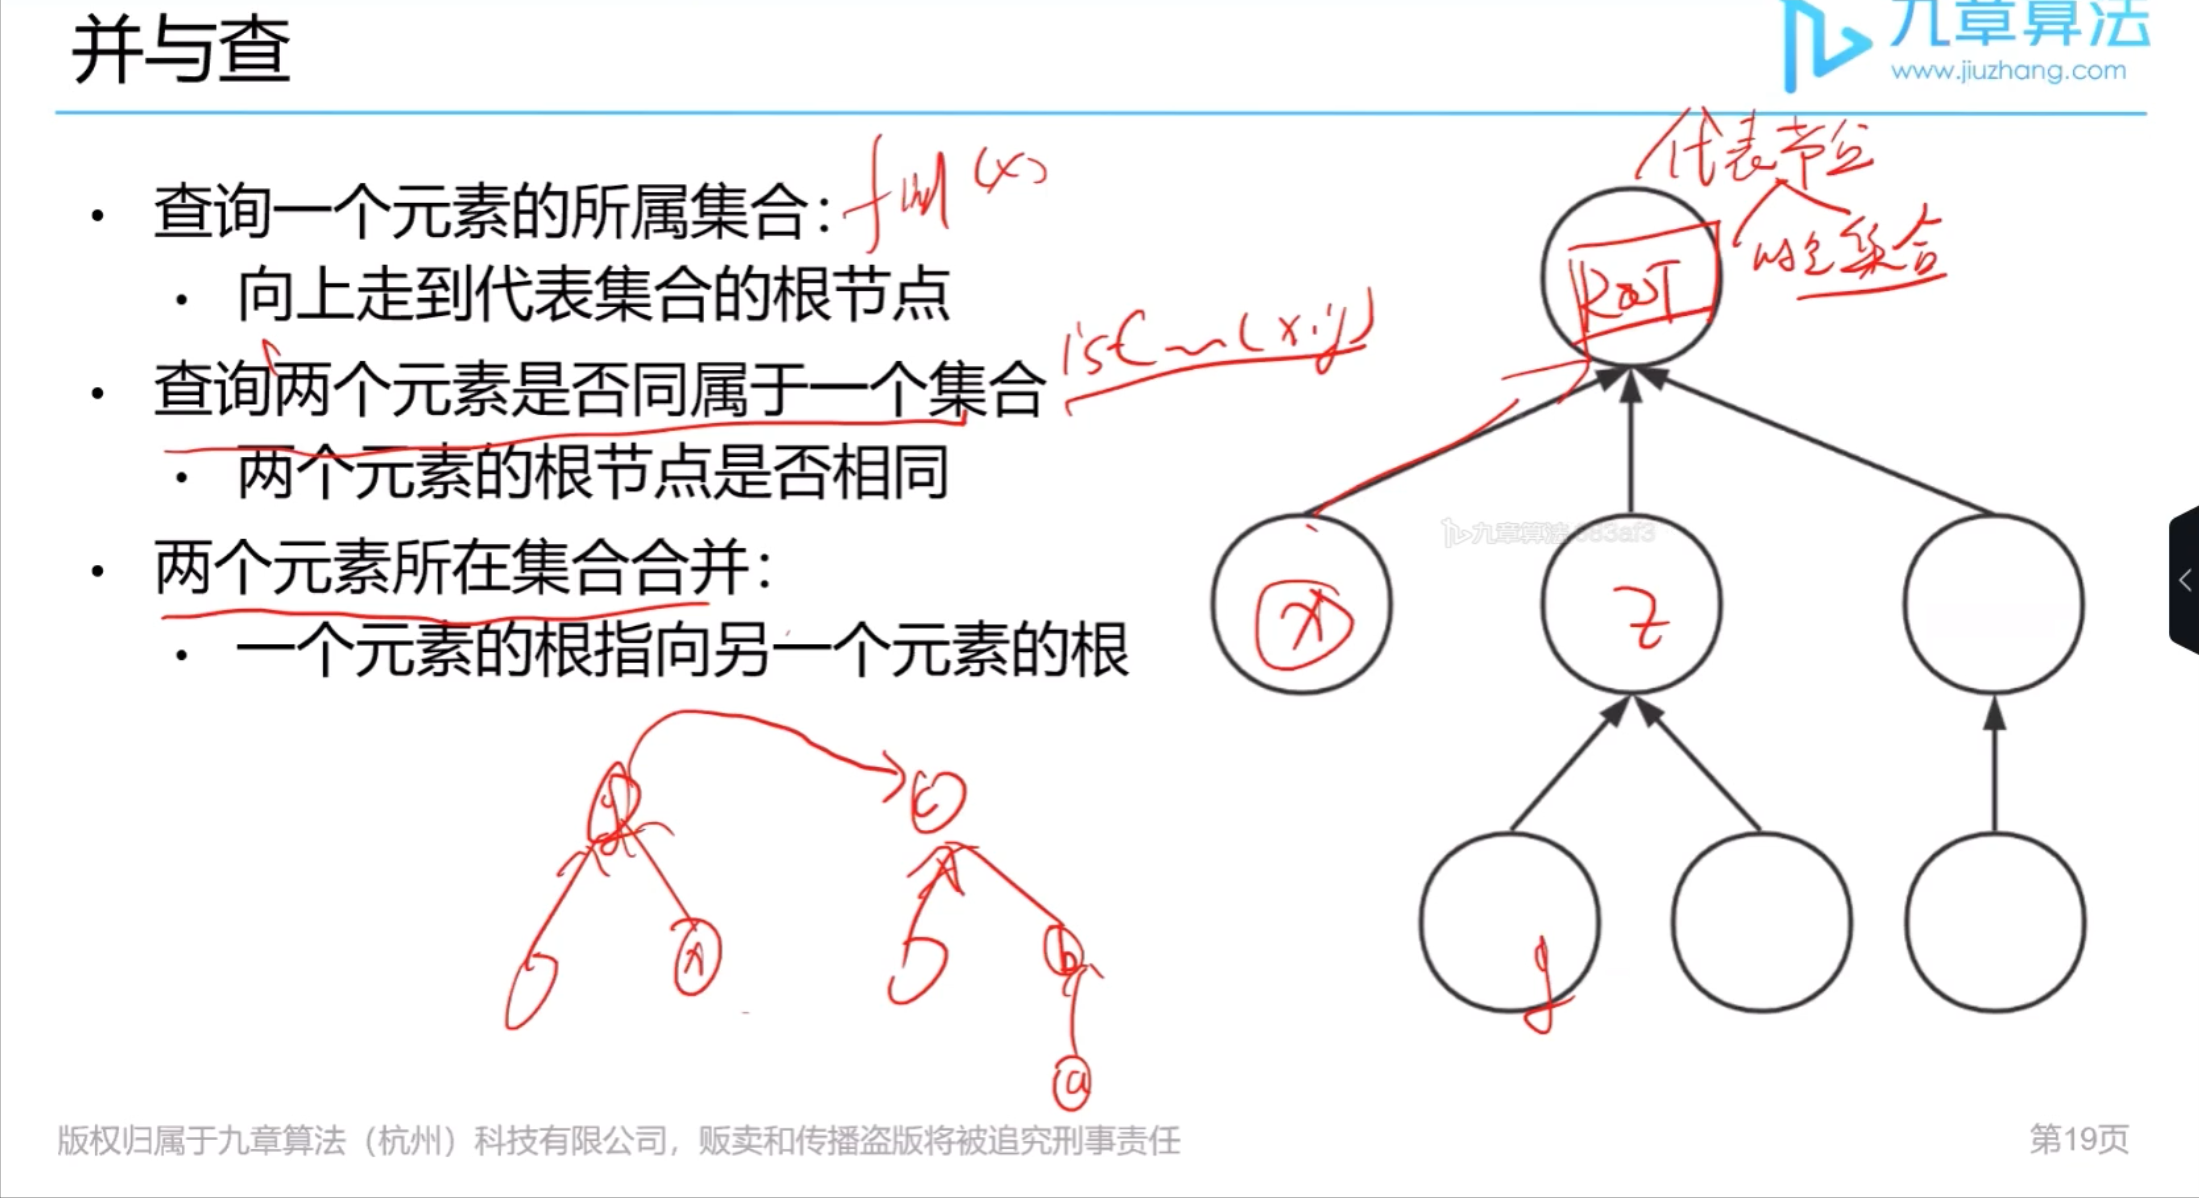 并与查
九章算法
www.jiuzhang.com
• 查询一个元素的所属集合: find (x)
• 向上走到代表集合的根节点
• 查询两个元素是否同属于一个集合
• 两个元素的根节点是否相同
• 两个元素所在集合合并:
• 一个元素的根指向另一个元素的根
代表节点
集合
ROOT
x
z
九章算法
y
x
c
b
a
版权归属于九章算法（杭州）科技有限公司，贩卖和传播盗版将被追究刑事责任
第19页